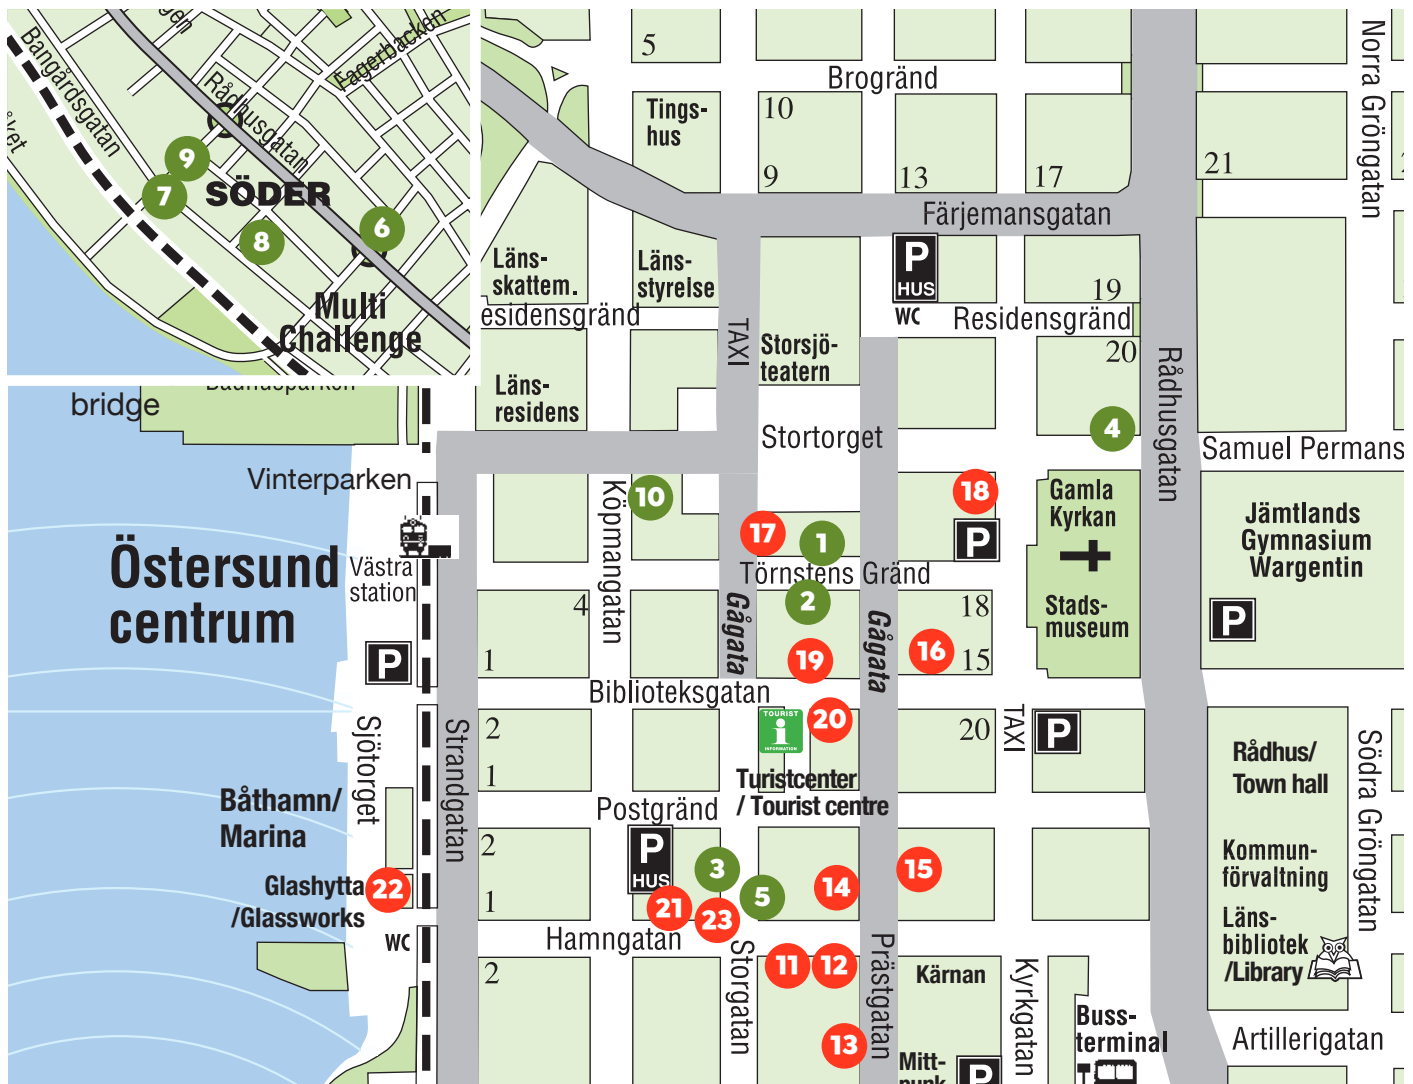 Bangårdsgatan
Rådhusgatan
Fagerbacken
9
7
SÖDER
8
6
Multi
Challenge
5
Brogränd
Tings-
hus
10
9
13
17
21
Norra Gröngatan
Färjemansgatan
Läns-
skattem.
Läns-
styrelse
P
HUS
WC
19
esidensgränd
Residensgränd
TAXI
Storsjö-
teatern
20
Rådhusgatan
Läns-
residens
bridge
Stortorget
4
Samuel Permans
Vinterparken
Köpmangatan
10
17
1
18
P
Gamla
Kyrkan
Jämtlands
Gymnasium
Wargentin
Östersund
centrum
Västra
station
Törnstens Gränd
4
1
Gågata
2
19
Gågata
18
16
15
Stads-
museum
P
P
Biblioteksgatan
Sjötorget
Strandgatan
2
1
TOURIST
i
INFORMATION
20
20
TAXI
P
Rådhus/
Town hall
Södra Gröngatan
Turistcenter
/ Tourist centre
Båthamn/
Marina
Postgränd
2
1
P
HUS
3
5
14
15
Kommun-
förvaltning
Glashytta
/Glassworks
22
21
23
WC
Hamngatan
Läns-
bibliotek
/Library
2
Storgatan
11
12
Prästgatan
Kärnan
Kyrkgatan
13
Buss-
terminal
Artillerigatan
Mitt-
punk
P